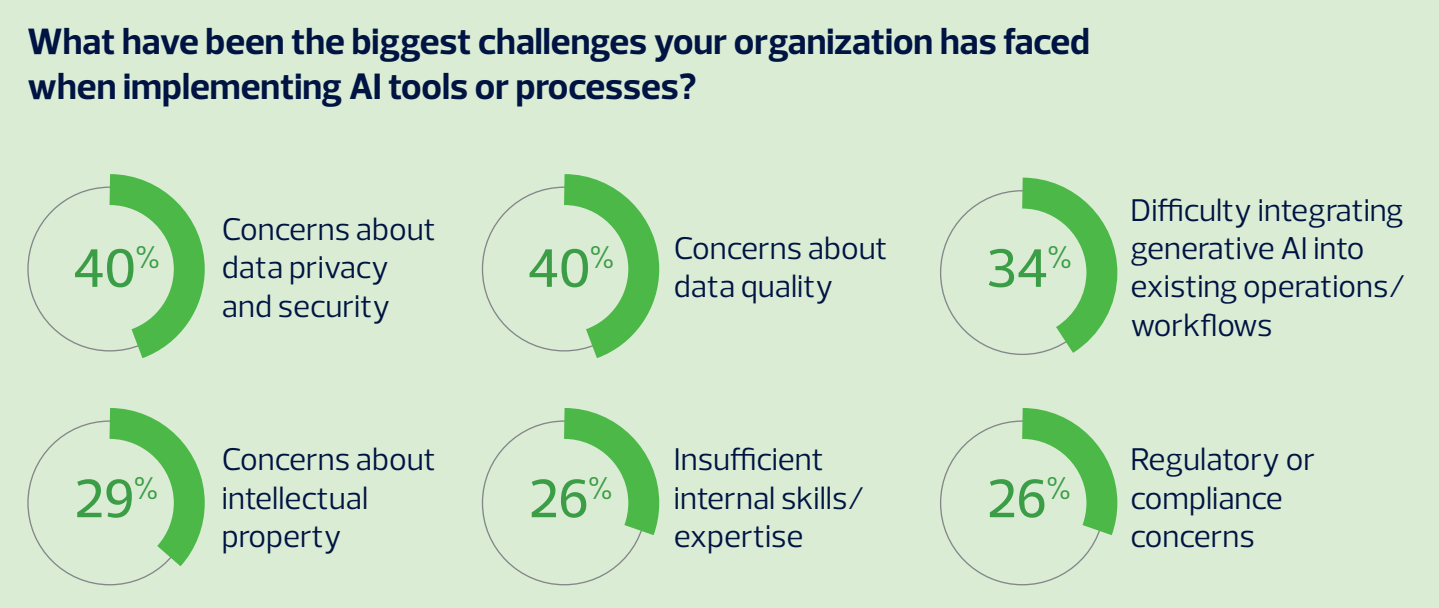 What have been the biggest challenges your organization has faced
when implementing AI tools or processes?
40%
Concerns about
data privacy
and security
40%
Concerns about
data quality
34%
Difficulty integrating
generative AI into
existing operations/
workflows
29%
Concerns about
intellectual
property
26%
Insufficient
internal skills/
expertise
26%
Regulatory or
compliance
concerns